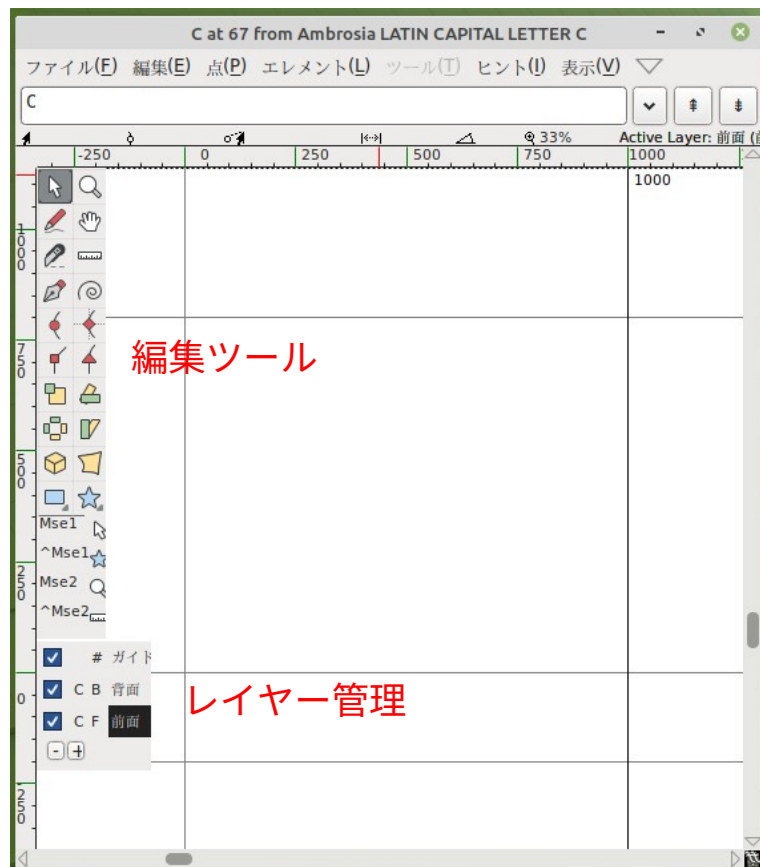 C at 67 from Ambrosia LATIN CAPITAL LETTER C
ファイル(F) 編集(E) 点(P) エレメント(L) ツール(T) ヒント(I) 表示(V)
C
33% Active Layer: 前面 (前
-250 0 250 500 750 1000
1000
1000
750
500
250
0
-250
編集ツール
Mse1
^Mse1
Mse2
^Mse2
# ガイド
C B 背面
C F 前面
- +
レイヤー管理